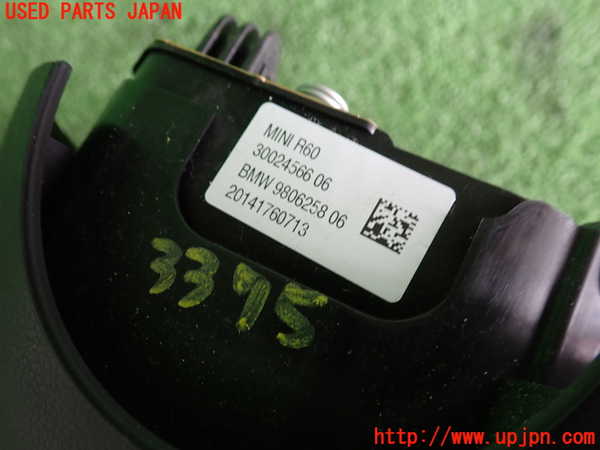 USED PARTS JAPAN
MINI R60
30024566 06
BMW 9806258 06
20141760713
3375
http://www.upjpn.com/